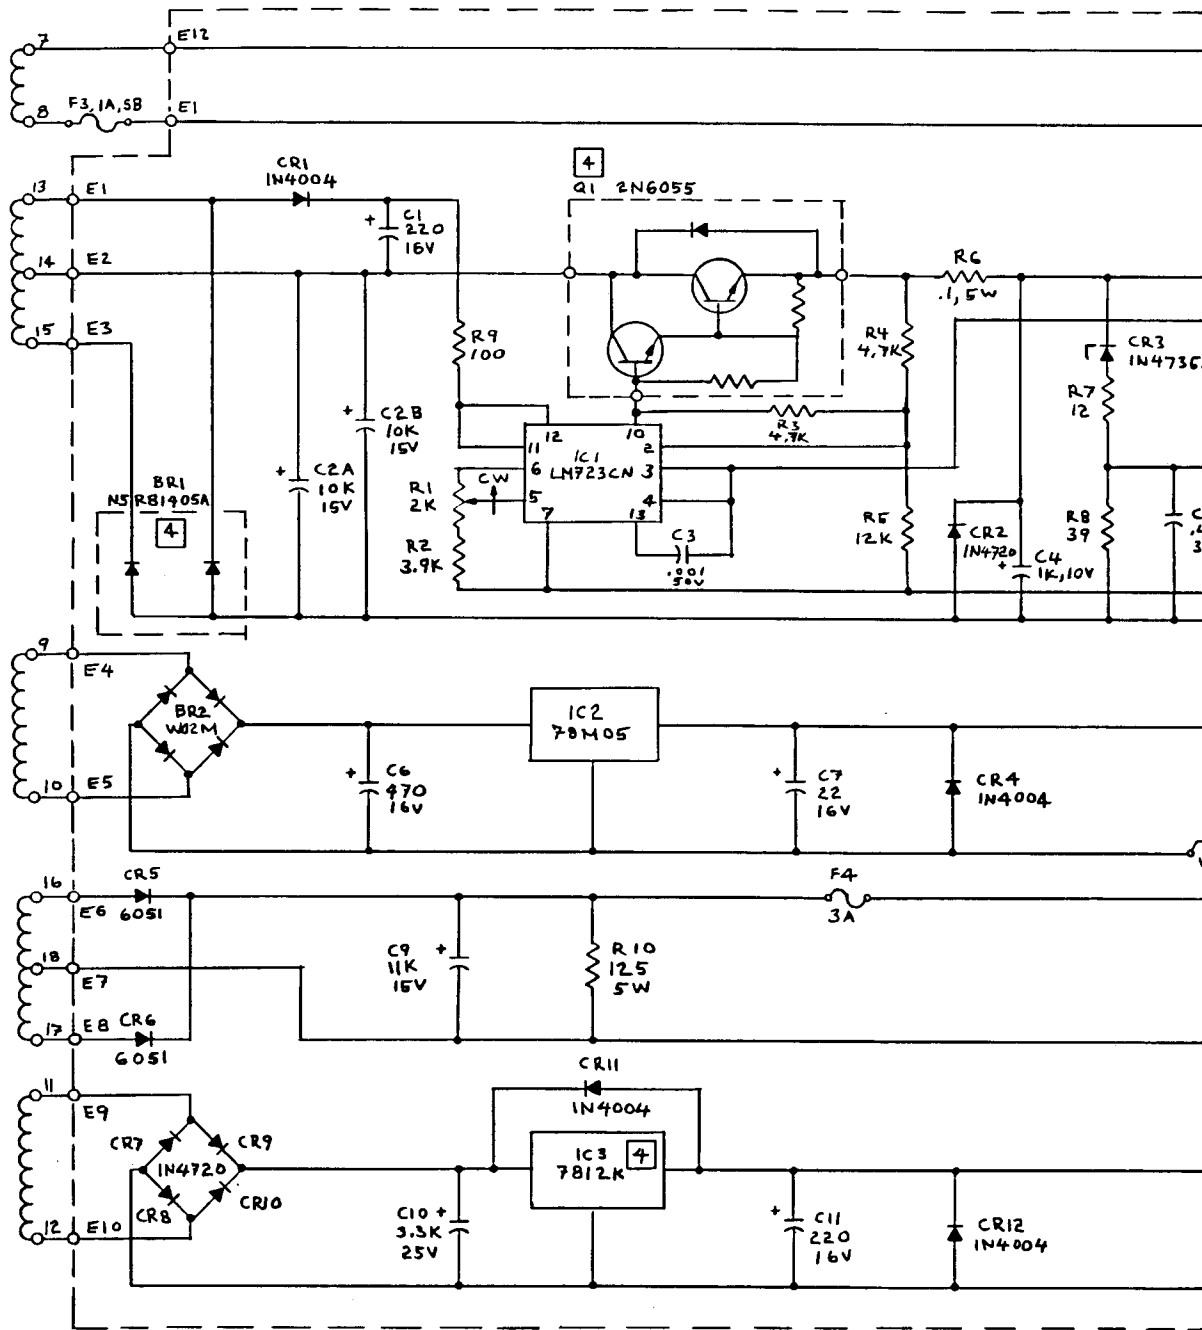 7
E12
8
F3, 1A, SB
E1
13
E1
CR1
1N4004
+
C1
220
16V
4
Q1 2N6055
14
E2
15
E3
R9
100
R4
4.7K
R6
.1, 5W
CR3
1N4736
R7
12
+
C2B
10K
15V
+
C2A
10K
15V
R3
4.7K
12
10
11
IC1
LM723CN
2
6
3
5
4
7
13
CW
R1
2K
R2
3.9K
C3
.001
50V
R5
12K
CR2
1N4720
+
C4
1K, 10V
R8
39
C
BR1
NSRB1405A
4
9
E4
BR2
W02M
10
E5
+
C6
470
16V
IC2
78M05
+
C7
22
16V
CR4
1N4004
16
E6
CR5
6051
18
E7
17
E8
CR6
6051
C9
11K
15V
+
R10
125
5W
F4
3A
11
E9
CR7
CR9
1N4720
CR8
CR10
12
E10
CR11
1N4004
IC3
7812K
4
C10
3.3K
25V
+
+
C11
220
16V
CR12
1N4004